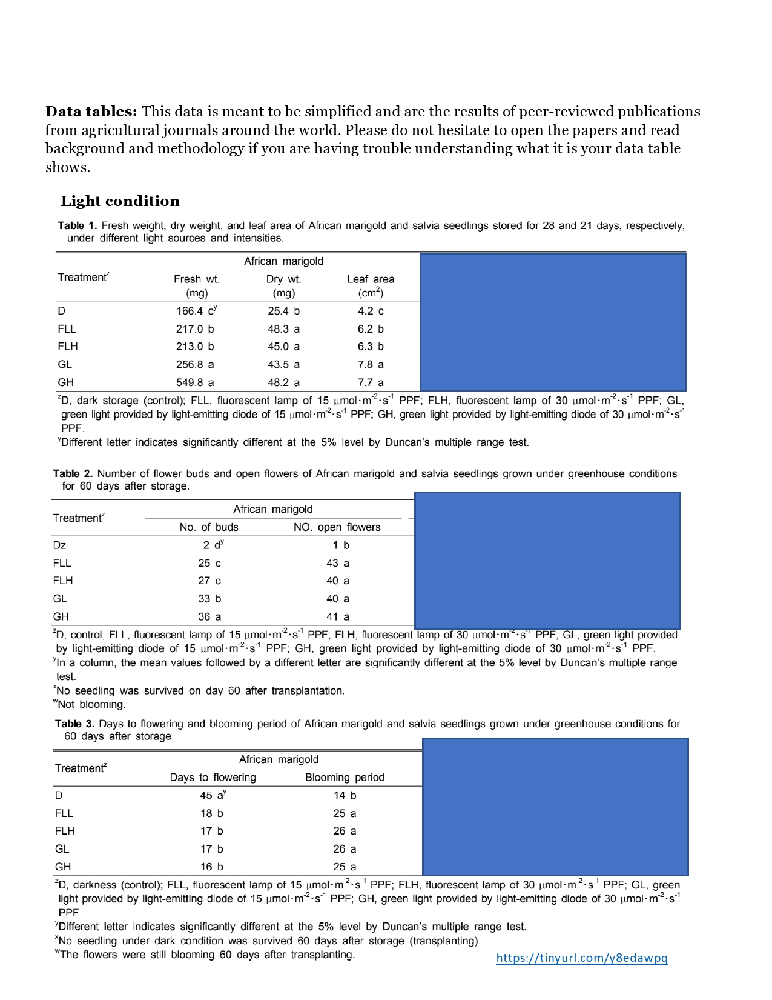 Data tables: This data is meant to be simplified and are the results of peer-reviewed publications
from agricultural journals around the world. Please do not hesitate to open the papers and read
background and methodology if you are having trouble understanding what it is your data table
shows.
Light condition
Table 1. Fresh weight, dry weight, and leaf area of African marigold and salvia seedlings stored for 28 and 21 days, respectively,
under different light sources and intensities.
African marigold
Treatmentᶻ
Fresh wt. Dry wt. Leaf area
(mg) (mg) (cm²)
D 166.4 cʸ 25.4 b 4.2 c
FLL 217.0 b 48.3 a 6.2 b
FLH 213.0 b 45.0 a 6.3 b
GL 256.8 a 43.5 a 7.8 a
GH 549.8 a 48.2 a 7.7 a
ᶻD, dark storage (control); FLL, fluorescent lamp of 15 μmol·m⁻²·s⁻¹ PPF; FLH, fluorescent lamp of 30 μmol·m⁻²·s⁻¹ PPF; GL,
green light provided by light-emitting diode of 15 μmol·m⁻²·s⁻¹ PPF; GH, green light provided by light-emitting diode of 30 μmol·m⁻²·s⁻¹
PPF.
ʸDifferent letter indicates significantly different at the 5% level by Duncan's multiple range test.
Table 2. Number of flower buds and open flowers of African marigold and salvia seedlings grown under greenhouse conditions
for 60 days after storage.
African marigold
Treatmentᶻ
No. of buds NO. open flowers
Dz 2 dʸ 1 b
FLL 25 c 43 a
FLH 27 c 40 a
GL 33 b 40 a
GH 36 a 41 a
ᶻD, control; FLL, fluorescent lamp of 15 μmol·m⁻²·s⁻¹ PPF; FLH, fluorescent lamp of 30 μmol·m⁻²·s⁻¹ PPF; GL, green light provided
by light-emitting diode of 15 μmol·m⁻²·s⁻¹ PPF; GH, green light provided by light-emitting diode of 30 μmol·m⁻²·s⁻¹ PPF.
ʸIn a column, the mean values followed by a different letter are significantly different at the 5% level by Duncan's multiple range
test.
ˣNo seedling was survived on day 60 after transplantation.
ʷNot blooming.
Table 3. Days to flowering and blooming period of African marigold and salvia seedlings grown under greenhouse conditions for
60 days after storage.
African marigold
Treatmentᶻ
Days to flowering Blooming period
D 45 aʸ 14 b
FLL 18 b 25 a
FLH 17 b 26 a
GL 17 b 26 a
GH 16 b 25 a
ᶻD, darkness (control); FLL, fluorescent lamp of 15 μmol·m⁻²·s⁻¹ PPF; FLH, fluorescent lamp of 30 μmol·m⁻²·s⁻¹ PPF; GL, green
light provided by light-emitting diode of 15 μmol·m⁻²·s⁻¹ PPF; GH, green light provided by light-emitting diode of 30 μmol·m⁻²·s⁻¹
PPF.
ʸDifferent letter indicates significantly different at the 5% level by Duncan's multiple range test.
ˣNo seedling under dark condition was survived 60 days after storage (transplanting).
ʷThe flowers were still blooming 60 days after transplanting.
https://tinyurl.com/y8edawpq